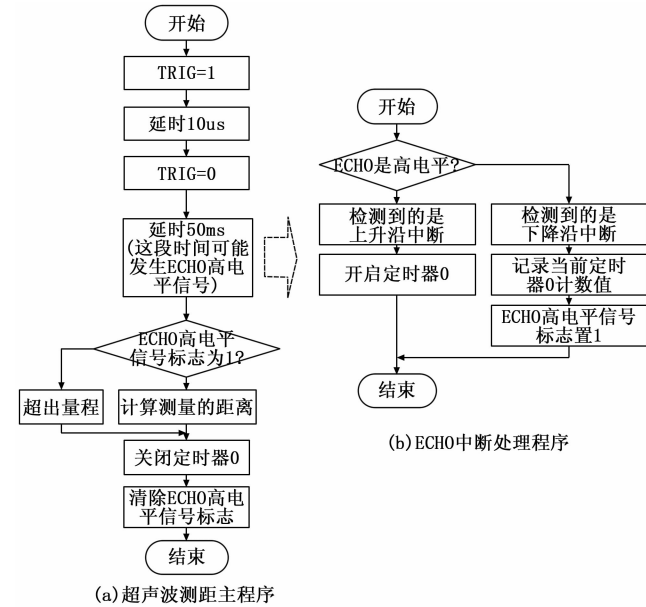 开始
TRIG=1
延时10us
TRIG=0
延时50ms
(这段时间可能
发生ECHO高电
平信号)
ECHO高电平
信号标志为1?
超出量程
计算测量的距离
关闭定时器0
清除ECHO高电
平信号标志
结束
(a)超声波测距主程序
开始
ECHO是高电平?
检测到的是
上升沿中断
开启定时器0
检测到的是
下降沿中断
记录当前定时
器0计数值
ECHO高电平信号
标志置1
结束
(b)ECHO中断处理程序